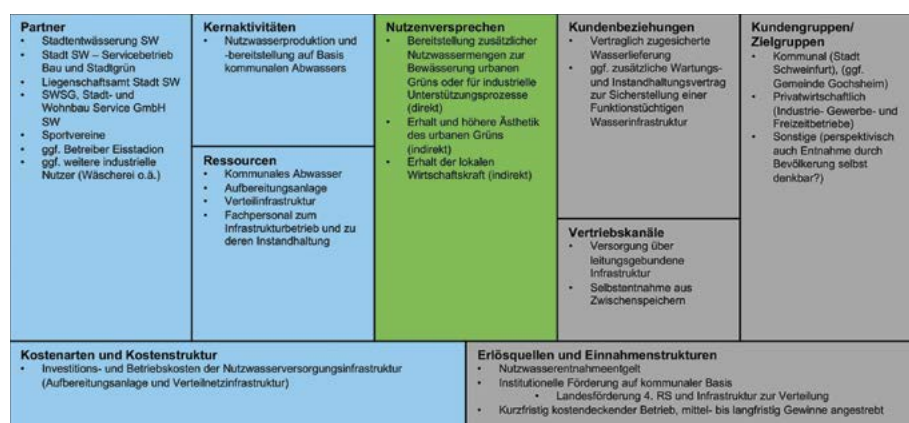 Partner
• Stadtentwässerung SW
• Stadt SW – Servicebetrieb
Bau und Stadtgrün
• Liegenschaftsamt Stadt SW
• SWSG, Stadt- und
Wohnbau Service GmbH
SW
• Sportvereine
• ggf. Betreiber Eisstadion
• ggf. weitere industrielle
Nutzer (Wäscherei o.ä.)
Kernaktivitäten
• Nutzwasserproduktion und
-bereitstellung auf Basis
kommunalen Abwassers
Ressourcen
• Kommunales Abwasser
• Aufbereitungsanlage
• Verteilinfrastruktur
• Fachpersonal zum
Infrastrukturbetrieb und zu
deren Instandhaltung
Nutzenversprechen
• Bereitstellung zusätzlicher
Nutzwassermengen zur
Bewässerung urbanen
Grüns oder für industrielle
Unterstützungsprozesse
(direkt)
• Erhalt und höhere Ästhetik
des urbanen Grüns
(indirekt)
• Erhalt der lokalen
Wirtschaftskraft (indirekt)
Kundenbeziehungen
• Vertraglich zugesicherte
Wasserlieferung
• ggf. zusätzliche Wartungs-
und Instandhaltungsvertrag
zur Sicherstellung einer
Funktionstüchtigen
Wasserinfrastruktur
Vertriebskanäle
• Versorgung über
leitungsgebundene
Infrastruktur
• Selbstentnahme aus
Zwischenspeichern
Kundengruppen/
Zielgruppen
• Kommunal (Stadt
Schweinfurt), (ggf.
Gemeinde Gochsheim)
• Privatwirtschaftlich
(Industrie- Gewerbe- und
Freizeitbetriebe)
• Sonstige (perspektivisch
auch Entnahme durch
Bevölkerung selbst
denkbar?)
Kostenarten und Kostenstruktur
• Investitions- und Betriebskosten der Nutzwasserversorgungsinfrastruktur
(Aufbereitungsanlage und Verteilnetzinfrastruktur)
Erlösquellen und Einnahmenstrukturen
• Nutzwasserentnahmeentgelt
• Institutionelle Förderung auf kommunaler Basis
• Landesförderung 4. RS und Infrastruktur zur Verteilung
• Kurzfristig kostendeckender Betrieb, mittel- bis langfristig Gewinne angestrebt